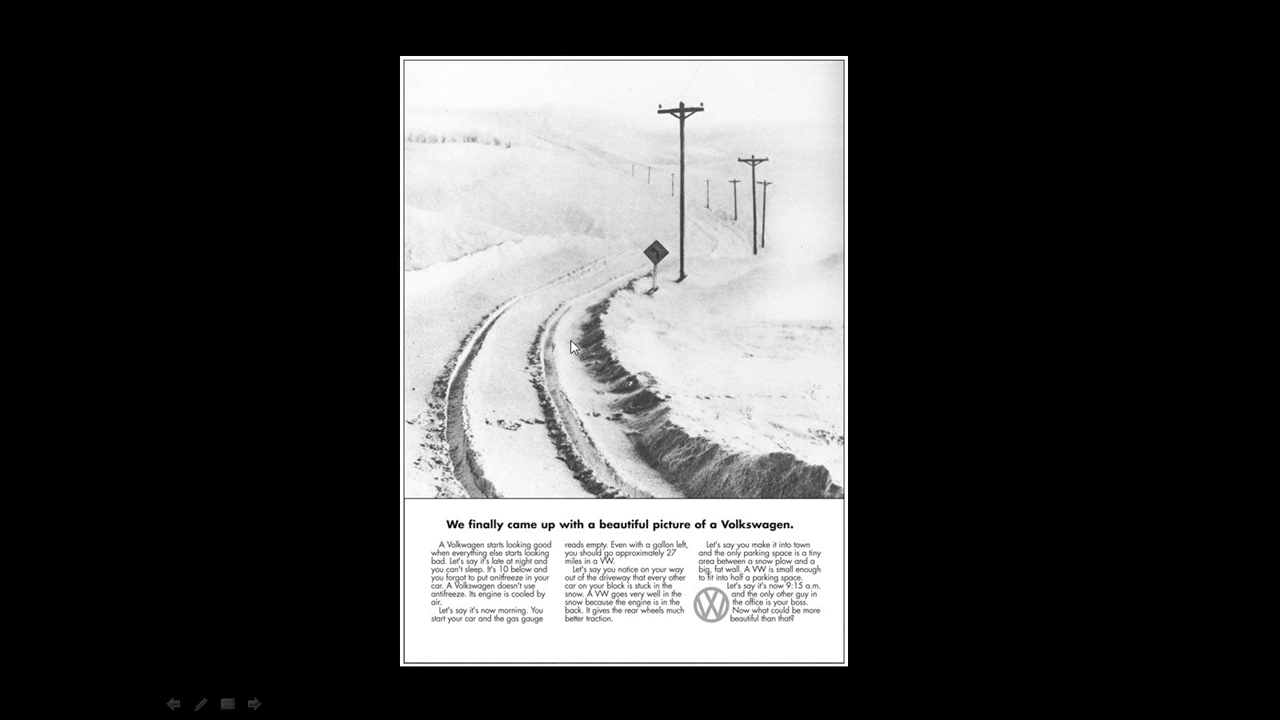 We finally came up with a beautiful picture of a Volkswagen.
A Volkwagen starts looking good
when everything else starts looking
bad. Let's say it's late at night and
you can't sleep. It's 10 below and
you forgot to put anitfreeze in your
car. A Volkswagen doesn't use
antifreeze. Its engine is cooled by
air.
Let's say it's now morning. You
start your car and the gas gauge
reads empty. Even with a gallon left,
you should go approximately 27
miles in a VW.
Let's say you notice on your way
out of the driveway that every other
car on your block is stuck in the
snow. A VW goes very well in the
snow because the engine is in the
back. It gives the rear wheels much
better traction.
Let's say you make it into town
and the only parking space is a tiny
area between a snow plow and a
big, fat wall. A VW is small enough
to fit into half a parking space.
Let's say it's now 9:15 a.m.
and the only other guy in
the office is your boss.
Now what could be more
beautiful than that?